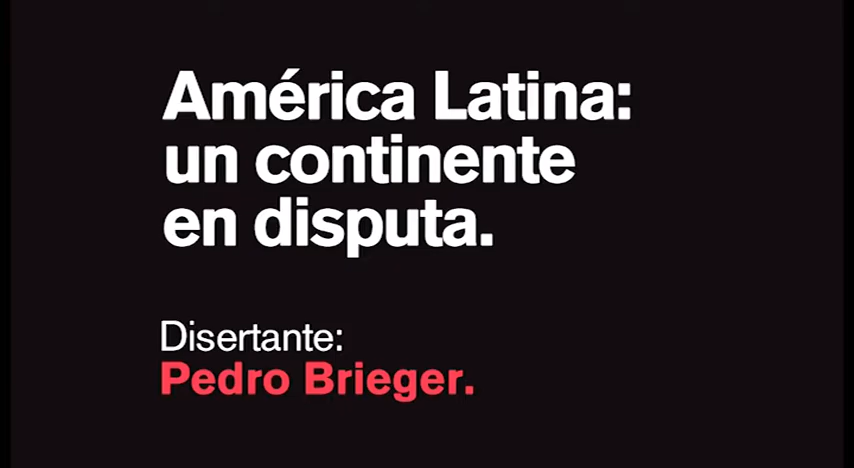 América Latina:
un continente
en disputa.
Disertante:
Pedro Brieger.